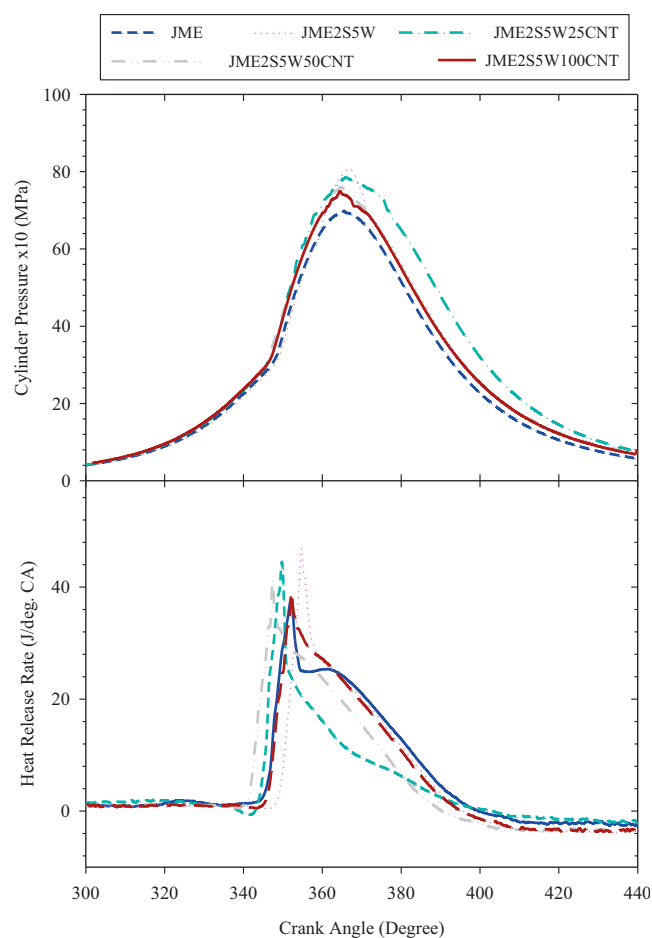 JME JME2S5W JME2S5W25CNT
JME2S5W50CNT JME2S5W100CNT
Cylinder Pressure x10 (MPa)
100
80
60
40
20
0
Heat Release Rate (J/deg. CA)
40
20
0
300 320 340 360 380 400 420 440
Crank Angle (Degree)